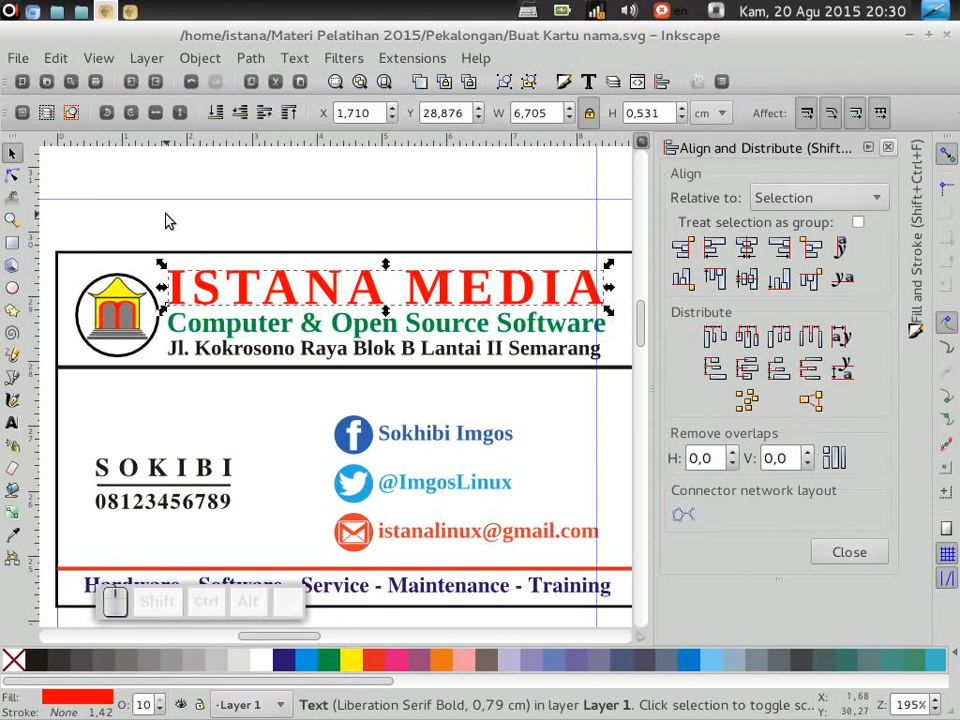 en
Kam, 20 Agu 2015 20:30
/home/istana/Materi Pelatihan 2015/Pekalongan/Buat Kartu nama.svg - Inkscape
File Edit View Layer Object Path Text Filters Extensions Help
X 1,710 Y 28,876 W 6,705 H 0,531 cm Affect:
Align and Distribute (Shift...
Align
Relative to: Selection
Treat selection as group:
Distribute
Remove overlaps
H: 0,0 V: 0,0
Connector network layout
Close
Fill and Stroke (Shift+Ctrl+F)
ISTANA MEDIA
Computer & Open Source Software
Jl. Kokrosono Raya Blok B Lantai II Semarang
Sokhibi Imgos
SOKIBI
@ImgosLinux
08123456789
istanalinux@gmail.com
Hardware - Software - Service - Maintenance - Training
Shift Ctrl Alt
Fill:
Stroke: None 1,42
O: 10
Layer 1
Text (Liberation Serif Bold, 0,79 cm) in layer Layer 1. Click selection to toggle sc...
X: 1,68
Y: 30,27
Z: 195%